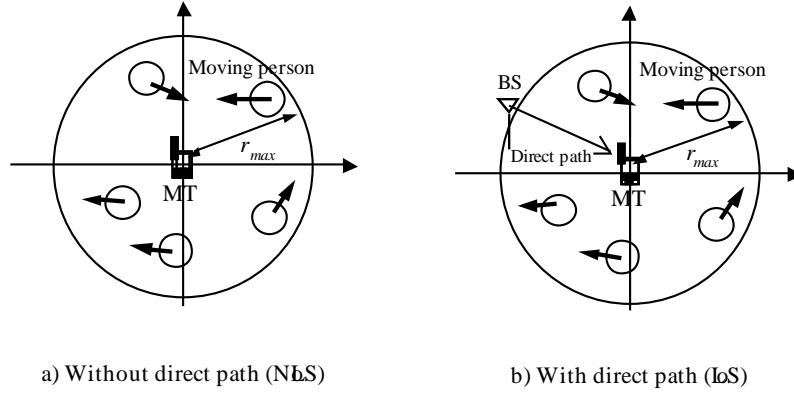 Moving person
r_max
MT
a) Without direct path (NLoS)
BS
Moving person
Direct path
r_max
MT
b) With direct path (LoS)